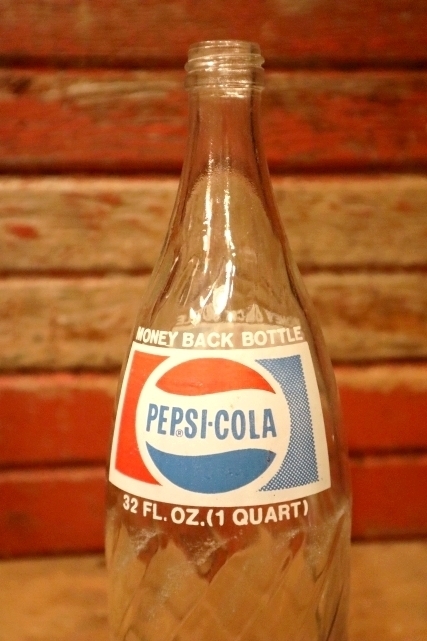 MONEY BACK BOTTLE
PEPSI-COLA
®
32 FL. OZ. (1 QUART)